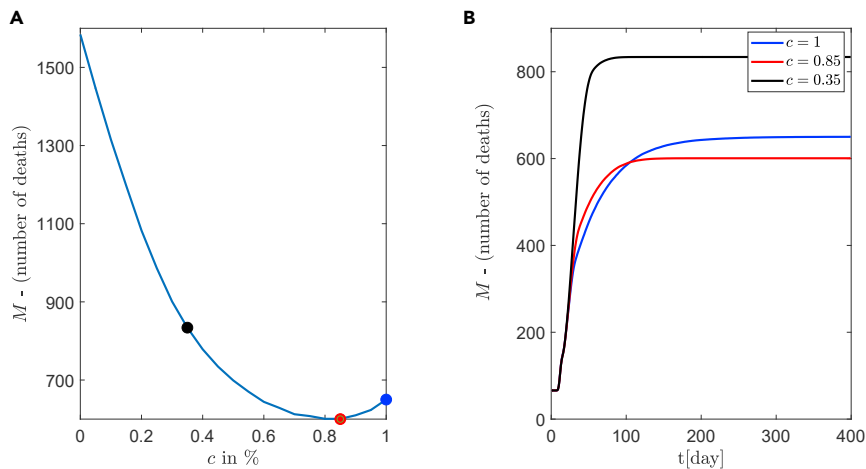 A
M - (number of deaths)
1500
1300
1100
900
700
0
0.2
0.4
0.6
0.8
1
c in %
B
M - (number of deaths)
800
600
400
200
0
0
100
200
300
400
t[day]
c = 1
c = 0.85
c = 0.35